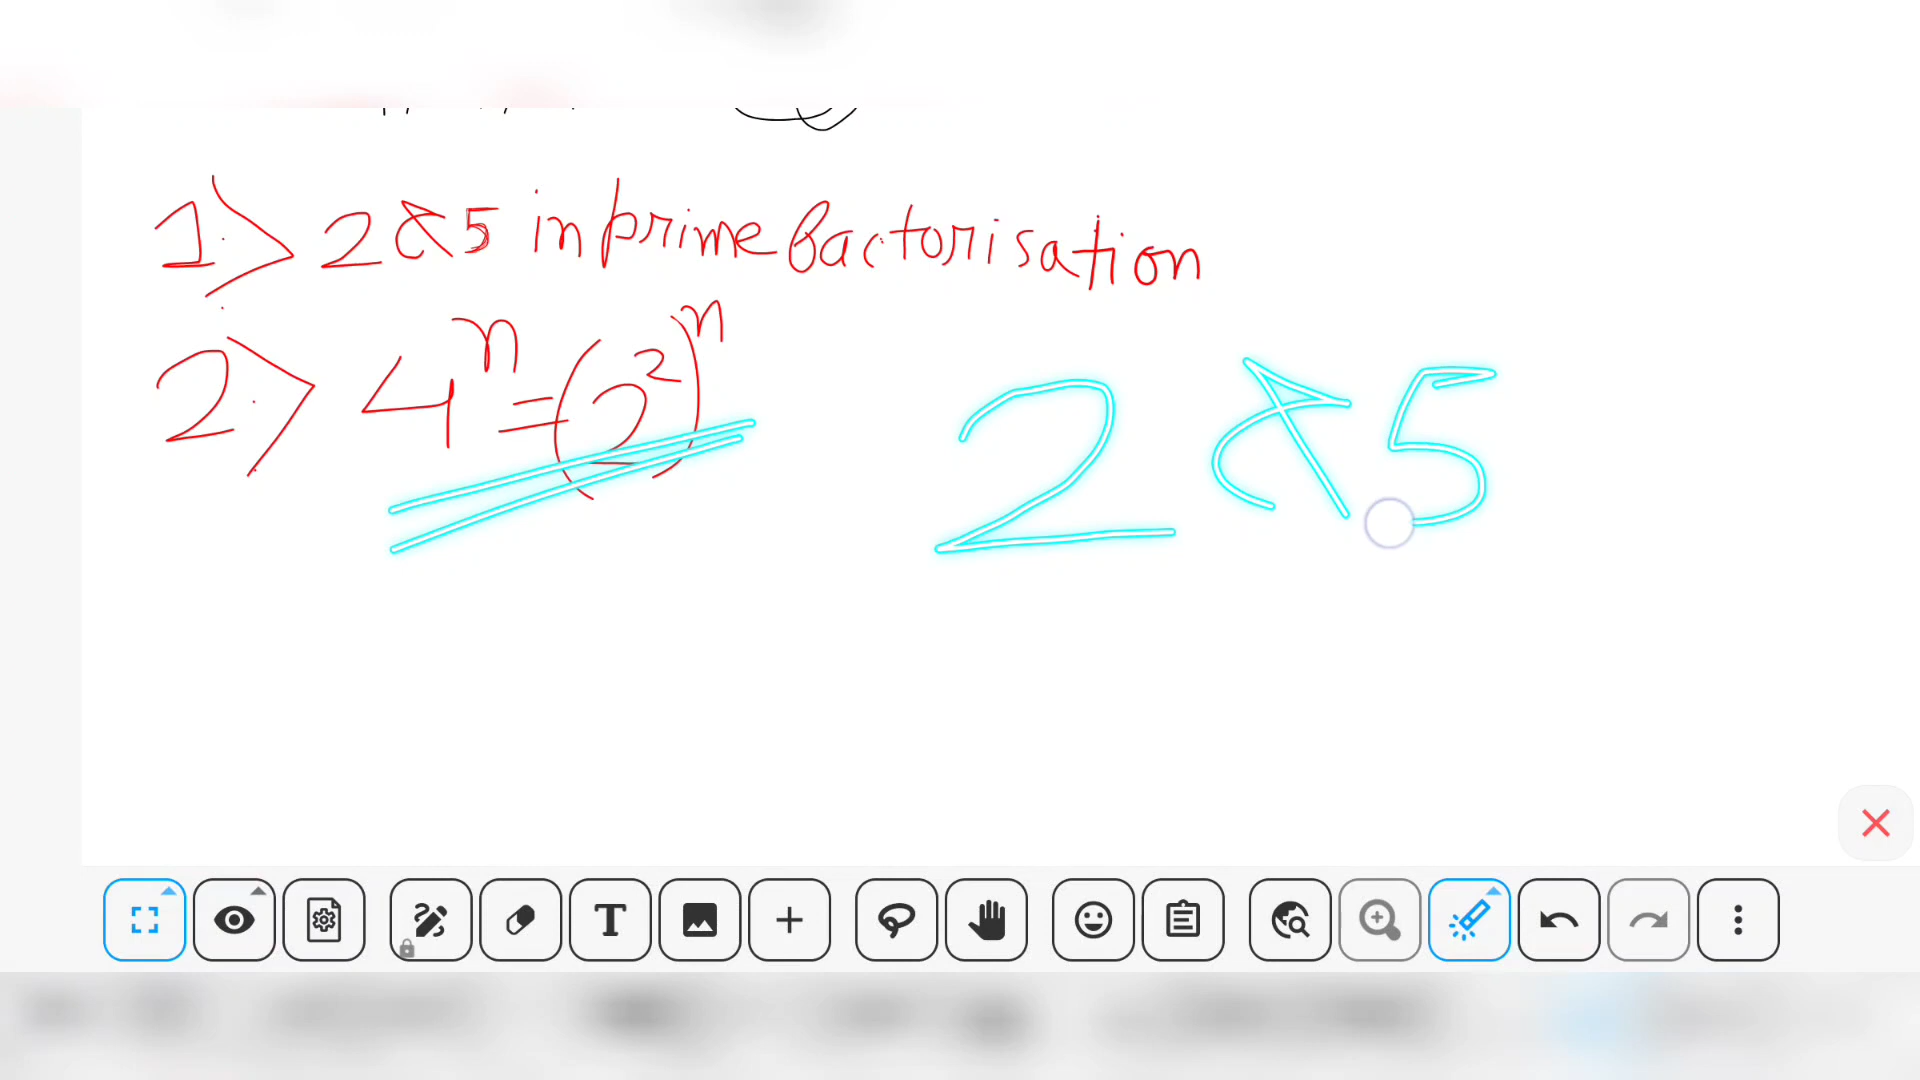 1> 2 & 5 in prime factorisation
2> 4^n = (2^2)^n
2 & 5